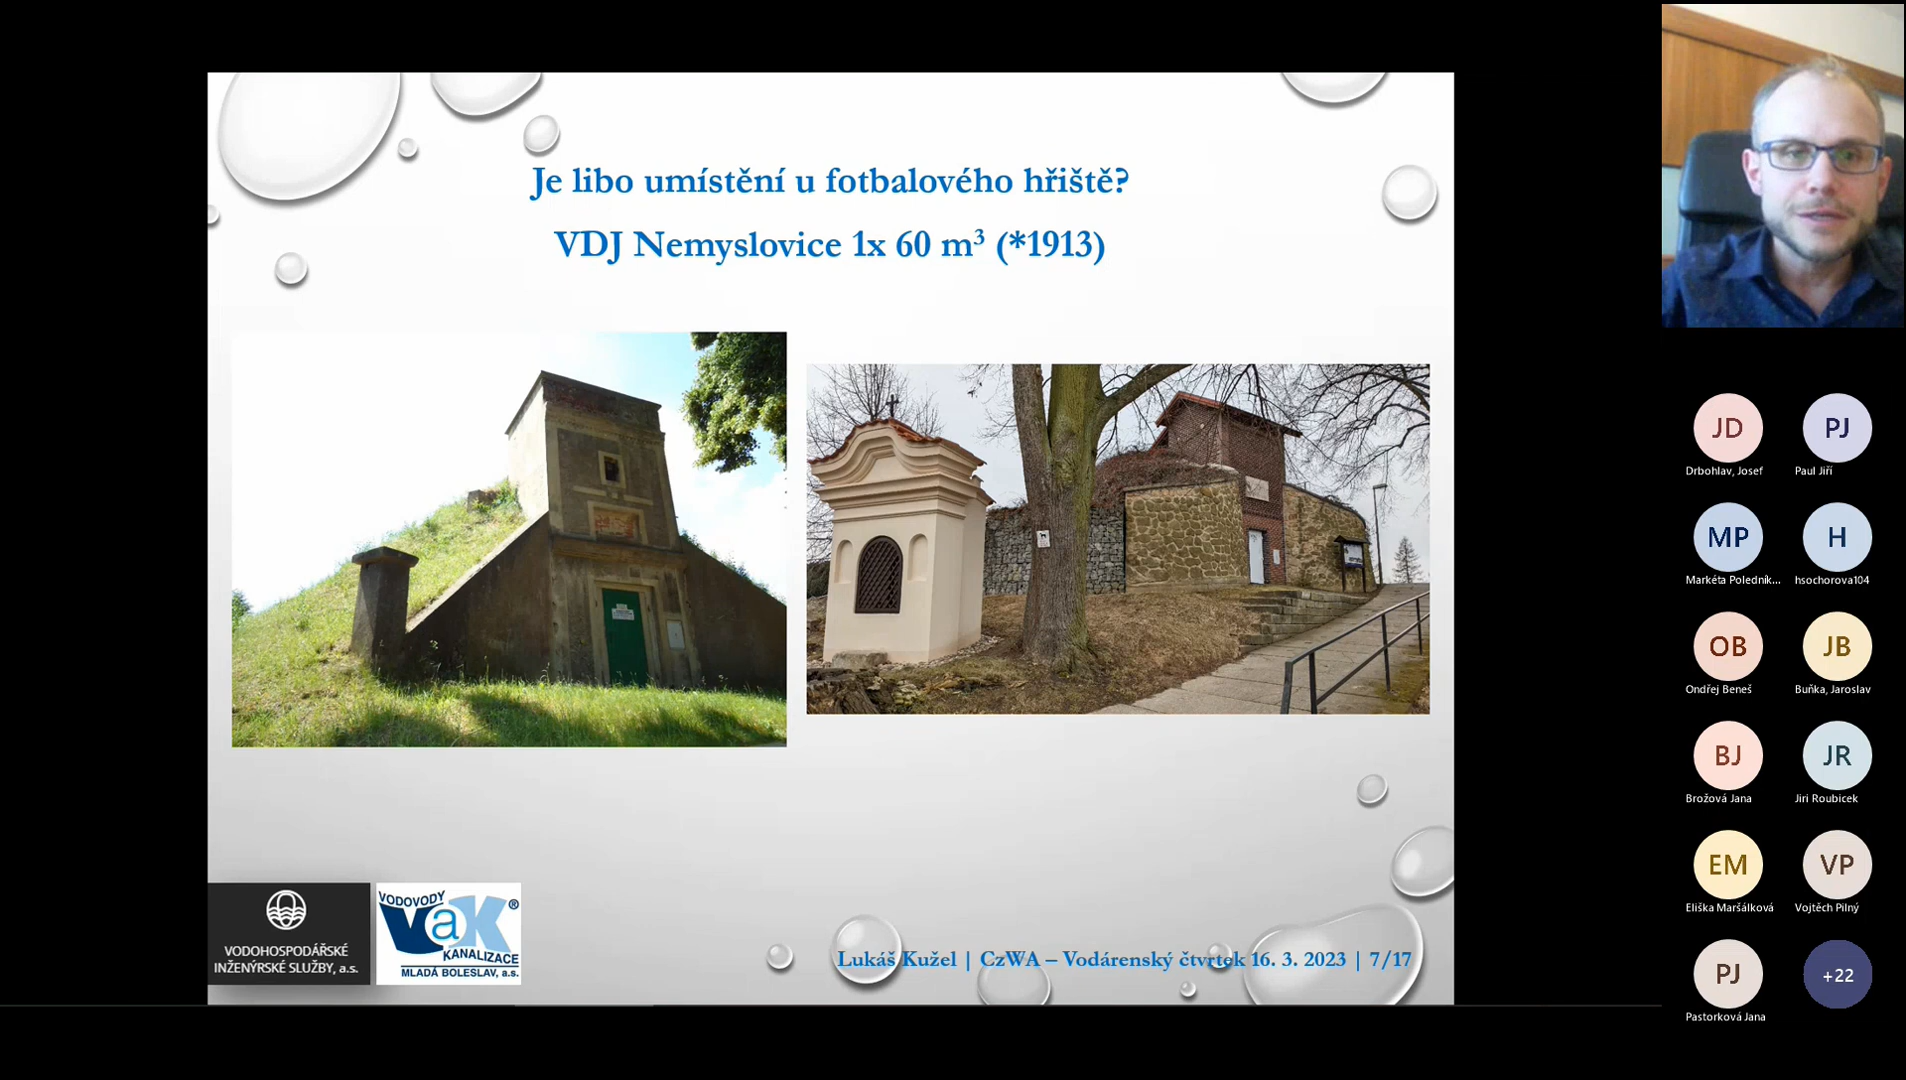 Je libo umístění u fotbalového hřiště?
VDJ Nemyslovice 1x 60 m³ (*1913)
VODOHOSPODÁŘSKÉ
INŽENÝRSKÉ SLUŽBY, a.s.
VODOVODY
VaK®
KANALIZACE
MLADÁ BOLESLAV, a.s.
Lukáš Kužel | CzWA – Vodárenský čtvrtek 16. 3. 2023 | 7/17
JD
Drbohlav, Josef
PJ
Paul Jiří
MP
Markéta Poledník...
H
hsochorova104
OB
Ondřej Beneš
JB
Buňka, Jaroslav
BJ
Brožová Jana
JR
Jiri Roubicek
EM
Eliška Maršálková
VP
Vojtěch Pilný
PJ
Pastorková Jana
+22